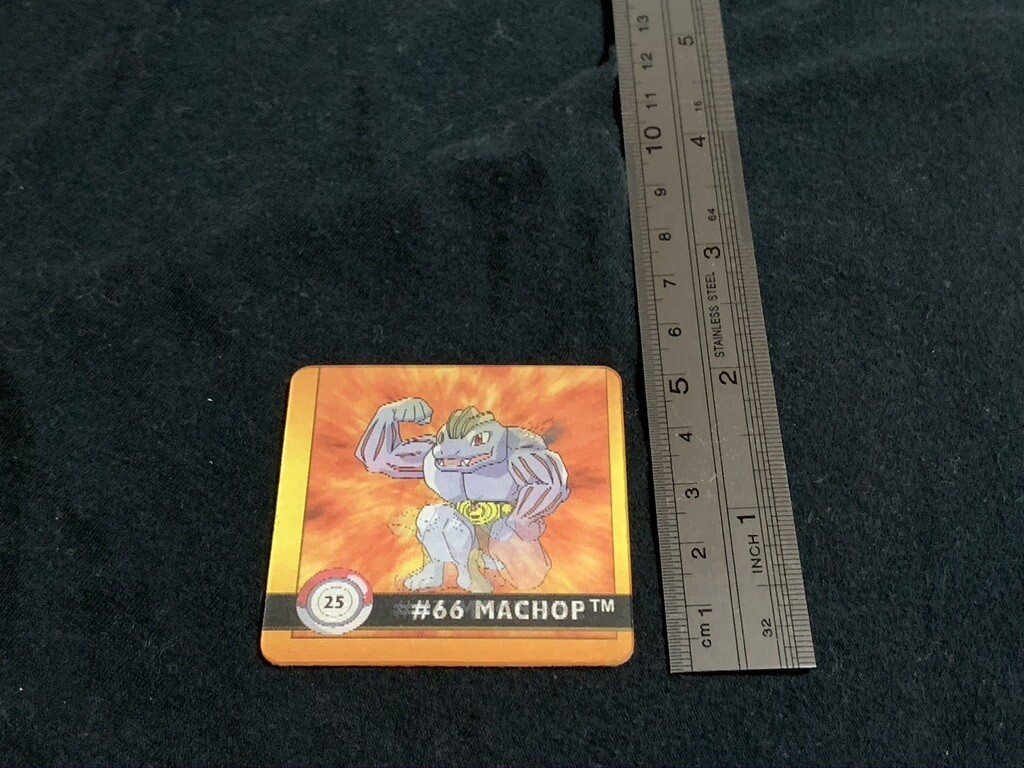 25
#66 MACHOP™
cm 1 2 3 4 5 6 7 8 9 10 11 12 13
32 INCH 1 2 STAINLESS STEEL 3 64 4 16 5